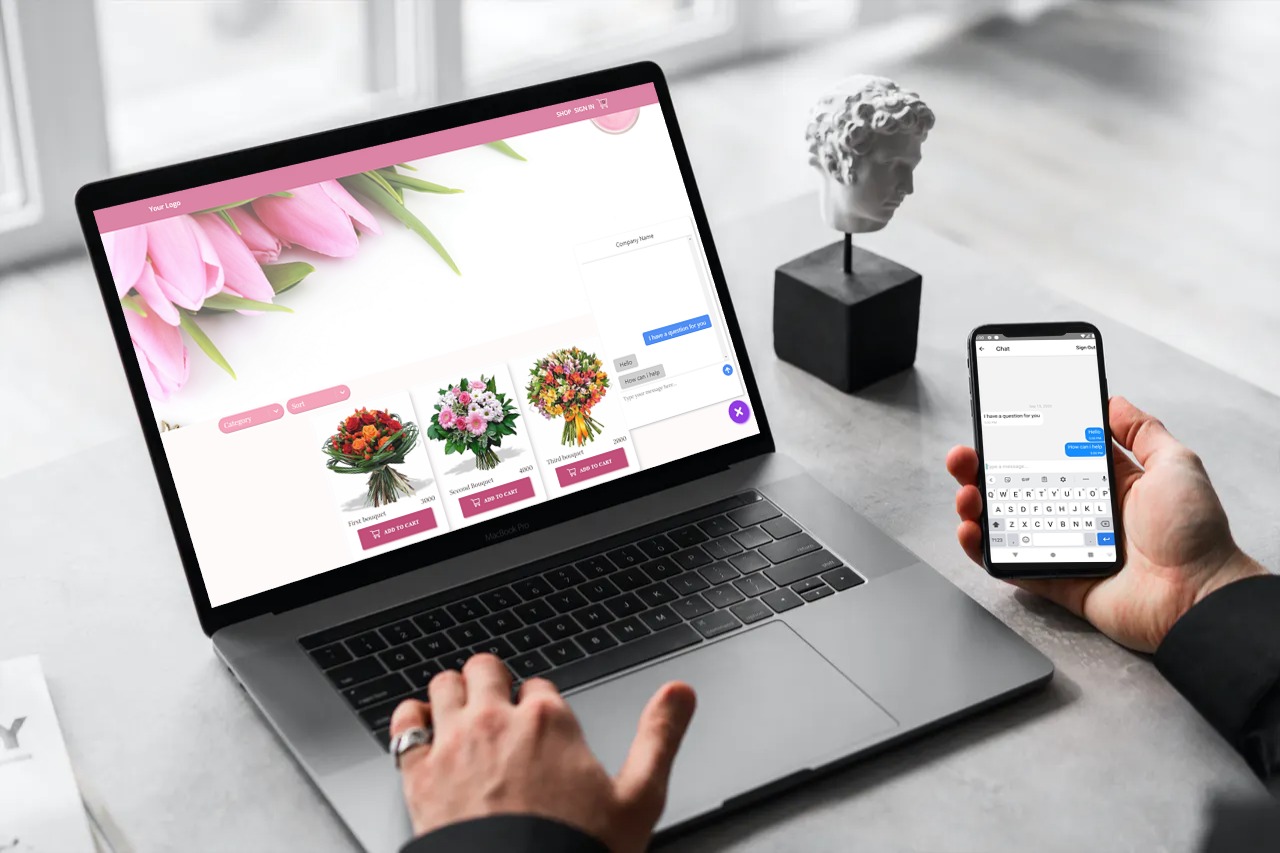 SHOP SIGN IN
Your Logo
Company Name
I have a question for you
Hello
How can i help
Type your message here...
Category
Sort
First bouquet 3000
ADD TO CART
Second Bouquet 4000
ADD TO CART
Third bouquet 2000
ADD TO CART
MacBook Pro
Chat
Sign Out
I have a question for you
Hello
How can i help
Type a message...
GIF
Q W E R T Y U I O P
A S D F G H J K L
Z X C V B N M
?123
Y